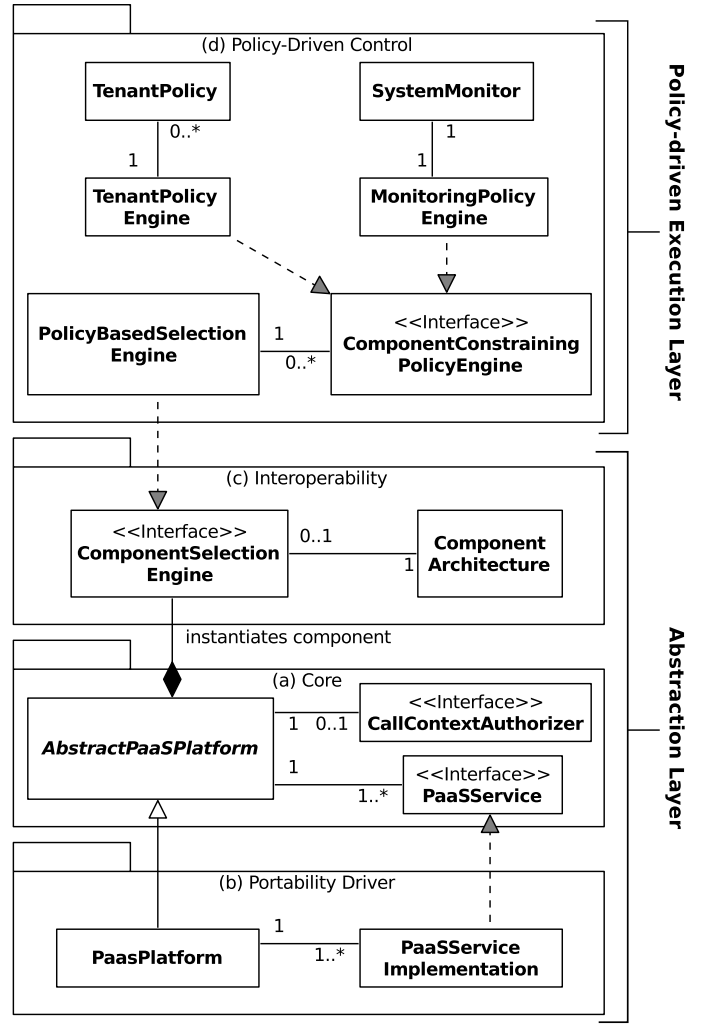 (d) Policy-Driven Control
TenantPolicy
SystemMonitor
0..*
1
1
1
TenantPolicy
Engine
MonitoringPolicy
Engine
PolicyBasedSelection
Engine
1
0..*
<<Interface>>
ComponentConstraining
PolicyEngine
Policy-driven Execution Layer
(c) Interoperability
<<Interface>>
ComponentSelection
Engine
0..1
1
Component
Architecture
instantiates component
(a) Core
AbstractPaaSPlatform
1
0..1
<<Interface>>
CallContextAuthorizer
1
1..*
<<Interface>>
PaaSService
(b) Portability Driver
PaasPlatform
1
1..*
PaaSService
Implementation
Abstraction Layer